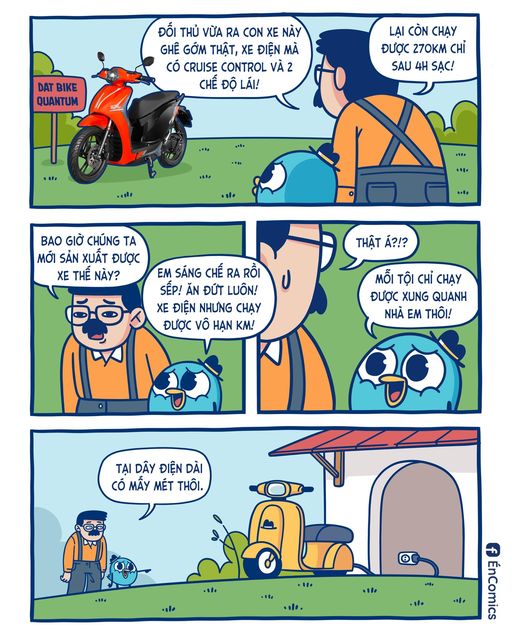 ĐỐI THỦ VỪA RA CON XE NÀY
GHÊ GỚM THẬT, XE ĐIỆN MÀ
CÓ CRUISE CONTROL VÀ 2
CHẾ ĐỘ LÁI!
LẠI CÒN CHẠY
ĐƯỢC 270KM CHỈ
SAU 4H SẠC!
DAT BIKE
QUANTUM
BAO GIỜ CHÚNG TA
MỚI SẢN XUẤT ĐƯỢC
XE THẾ NÀY?
EM SÁNG CHẾ RA RỒI
SẾP! ĂN ĐỨT LUÔN!
XE ĐIỆN NHƯNG CHẠY
ĐƯỢC VÔ HẠN KM!
THẬT Á?!?
MỖI TỘI CHỈ CHẠY
ĐƯỢC XUNG QUANH
NHÀ EM THÔI!
TẠI DÂY ĐIỆN DÀI
CÓ MẤY MÉT THÔI.
ÉnComics